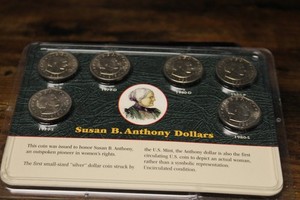 Susan B. Anthony Dollars
This coin was issued to honor Susan B. Anthony,
an outspoken pioneer in women's rights.
The first small-sized "silver" dollar coin struck by
the U.S. Mint, the Anthony dollar is also the first
circulating U.S. coin to depict an actual woman,
rather than a symbolic representation.
Uncirculated condition.